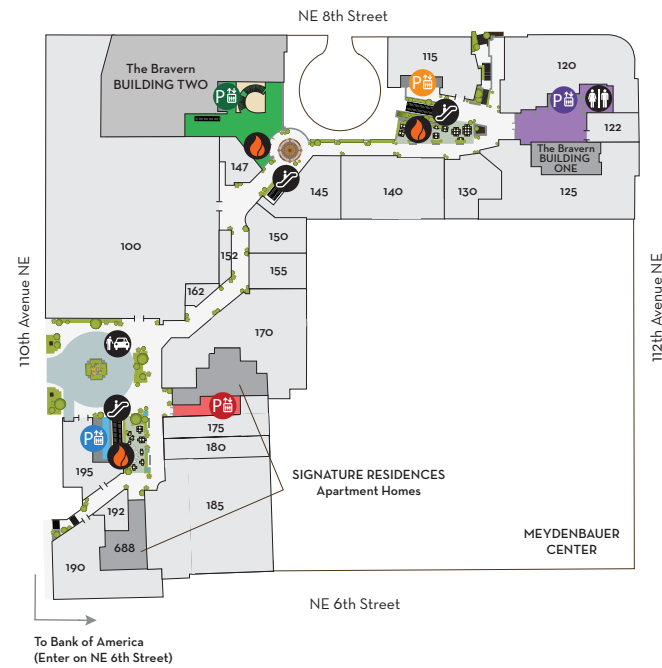 NE 8th Street
The Bravern
BUILDING TWO
P
115
P
120
P
122
The Bravern
BUILDING
ONE
147
145
140
130
125
100
150
152
155
162
110th Avenue NE
112th Avenue NE
170
P
175
180
P
195
SIGNATURE RESIDENCES
Apartment Homes
192
185
688
190
MEYDENBAUER
CENTER
NE 6th Street
To Bank of America
(Enter on NE 6th Street)